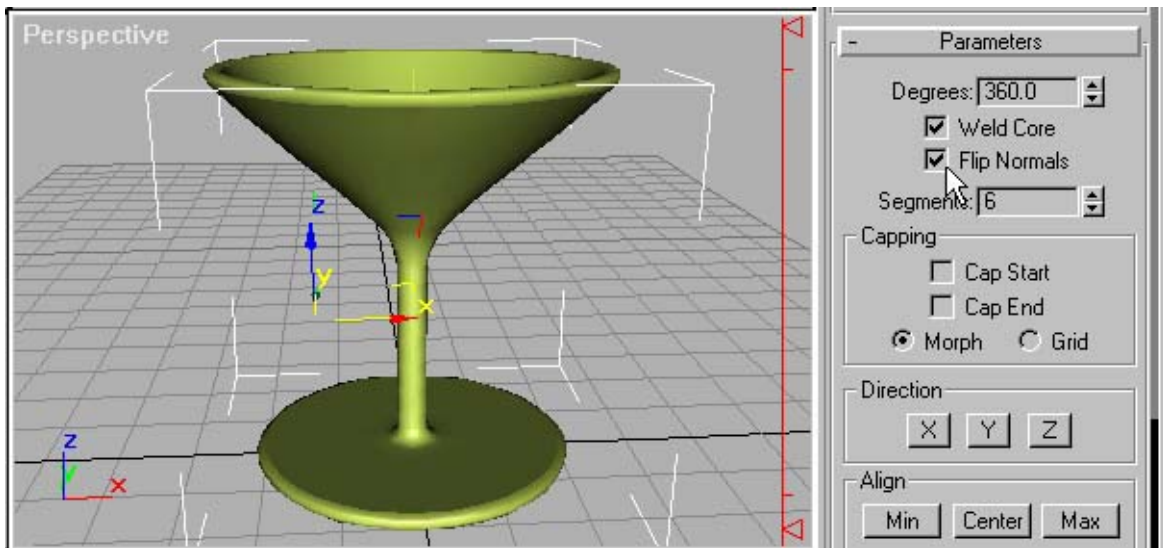 Perspective
z
y
x
z
y
x
- Parameters
Degrees: 360.0
Weld Core
Flip Normals
Segments: 6
Capping
Cap Start
Cap End
Morph Grid
Direction
X Y Z
Align
Min Center Max